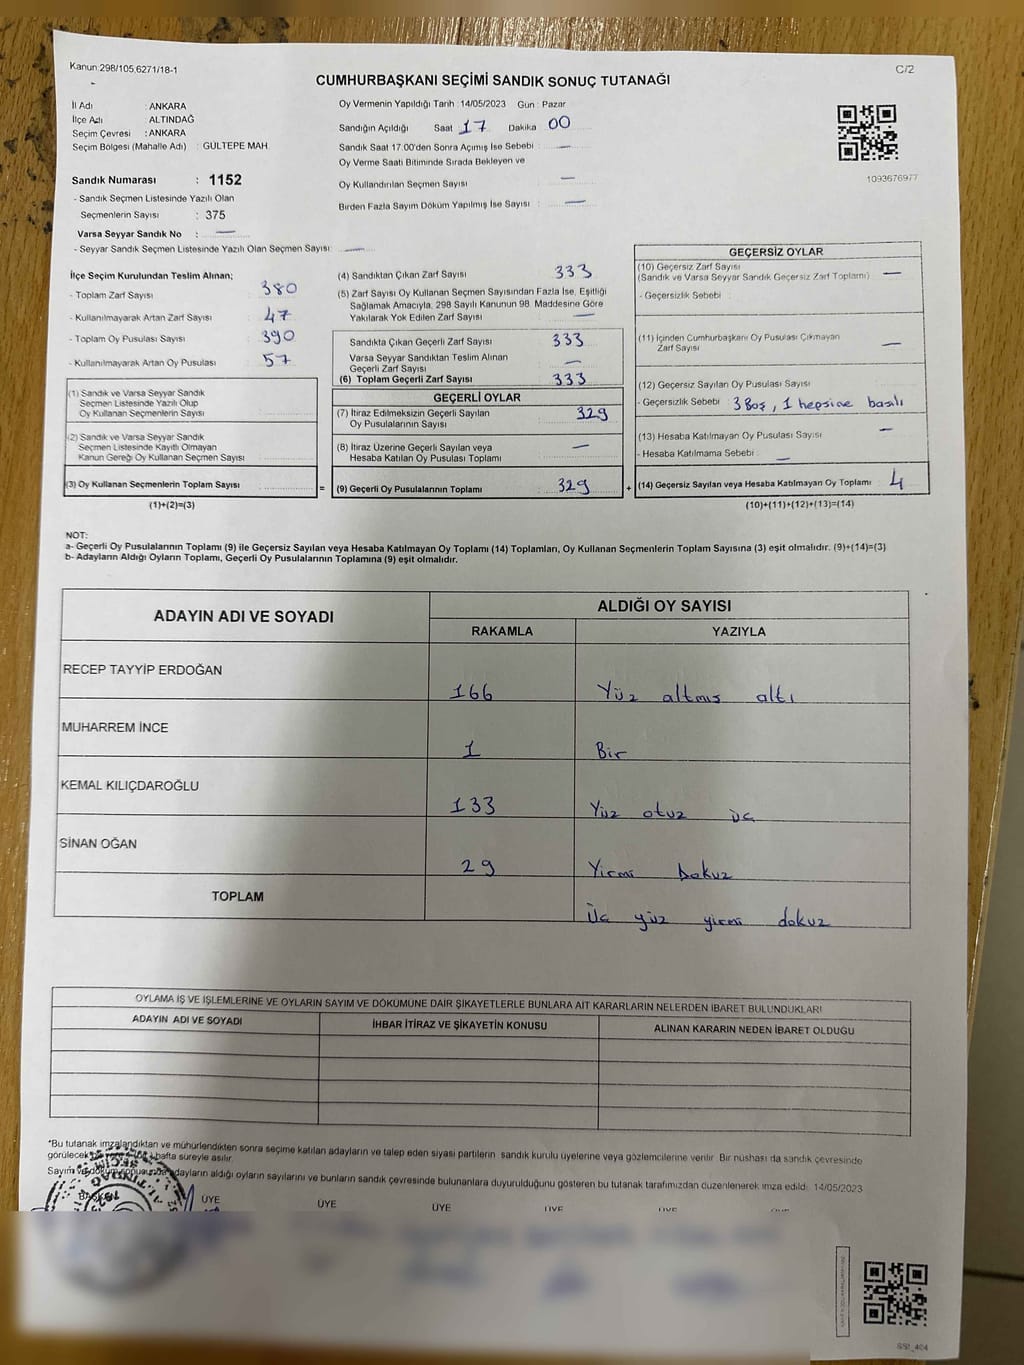 Kanun:298/105,6271/18-1
C/2
CUMHURBAŞKANI SEÇİMİ SANDIK SONUÇ TUTANAĞI
İl Adı : ANKARA
İlçe Adı : ALTINDAĞ
Seçim Çevresi : ANKARA
Seçim Bölgesi (Mahalle Adı) : GÜLTEPE MAH.
Sandık Numarası : 1152
- Sandık Seçmen Listesinde Yazılı Olan
Seçmenlerin Sayısı : 375
Varsa Seyyar Sandık No : —
- Seyyar Sandık Seçmen Listesinde Yazılı Olan Seçmen Sayısı: —
Oy Vermenin Yapıldığı Tarih :14/05/2023 Gün : Pazar
Sandığın Açıldığı Saat 17 Dakika 00
Sandık Saat 17:00'den Sonra Açımış İse Sebebi : —
Oy Verme Saati Bitiminde Sırada Bekleyen ve
Oy Kullandırılan Seçmen Sayısı —
Birden Fazla Sayım Döküm Yapılmış İse Sayısı : —
1093676977
İlçe Seçim Kurulundan Teslim Alınan;
- Toplam Zarf Sayısı 380
- Kullanılmayarak Artan Zarf Sayısı : 47
- Toplam Oy Pusulası Sayısı : 390
- Kullanılmayarak Artan Oy Pusulası : 57
(1) Sandık ve Varsa Seyyar Sandık
Seçmen Listesinde Yazılı Olup
Oy Kullanan Seçmenlerin Sayısı
(2) Sandık ve Varsa Seyyar Sandık
Seçmen Listesinde Kayıtlı Olmayan
Kanun Gereği Oy Kullanan Seçmen Sayısı
(3) Oy Kullanan Seçmenlerin Toplam Sayısı
(1)+(2)=(3)
(4) Sandıktan Çıkan Zarf Sayısı : 333
(5) Zarf Sayısı Oy Kullanan Seçmen Sayısından Fazla İse, Eşitliği
Sağlamak Amacıyla, 298 Sayılı Kanunun 98. Maddesine Göre
Yakılarak Yok Edilen Zarf Sayısı : —
Sandıkta Çıkan Geçerli Zarf Sayısı : 333
Varsa Seyyar Sandıktan Teslim Alınan
Geçerli Zarf Sayısı : —
(6) Toplam Geçerli Zarf Sayısı : 333
GEÇERLİ OYLAR
(7) İtiraz Edilmeksizin Geçerli Sayılan
Oy Pusulalarının Sayısı : 329
(8) İtiraz Üzerine Geçerli Sayılan veya
Hesaba Katılan Oy Pusulası Toplamı : —
= (9) Geçerli Oy Pusulalarının Toplamı : 329
GEÇERSİZ OYLAR
(10) Geçersiz Zarf Sayısı
(Sandık ve Varsa Seyyar Sandık Geçersiz Zarf Toplamı) —
- Geçersizlik Sebebi :
(11) İçinden Cumhurbaşkanı Oy Pusulası Çıkmayan
Zarf Sayısı —
(12) Geçersiz Sayılan Oy Pusulası Sayısı :
- Geçersizlik Sebebi : 3 Boş, 1 hepsine basılı
(13) Hesaba Katılmayan Oy Pusulası Sayısı : —
- Hesaba Katılmama Sebebi : —
+ (14) Geçersiz Sayılan veya Hesaba Katılmayan Oy Toplamı : 4
(10)+(11)+(12)+(13)=(14)
NOT:
a- Geçerli Oy Pusulalarının Toplamı (9) ile Geçersiz Sayılan veya Hesaba Katılmayan Oy Toplamı (14) Toplamları, Oy Kullanan Seçmenlerin Toplam Sayısına (3) eşit olmalıdır. (9)+(14)=(3)
b- Adayların Aldığı Oyların Toplamı, Geçerli Oy Pusulalarının Toplamına (9) eşit olmalıdır.
ADAYIN ADI VE SOYADI ALDIĞI OY SAYISI
RAKAMLA YAZIYLA
RECEP TAYYİP ERDOĞAN 166 Yüz altmış altı
MUHARREM İNCE 1 Bir
KEMAL KILIÇDAROĞLU 133 Yüz otuz üç
SİNAN OĞAN 29 Yirmi Dokuz
TOPLAM Üç yüz yirmi dokuz
OYLAMA İŞ VE İŞLEMLERİNE VE OYLARIN SAYIM VE DÖKÜMÜNE DAİR ŞİKAYETLERLE BUNLARA AİT KARARLARIN NELERDEN İBARET BULUNDUKLARI
ADAYIN ADI VE SOYADI İHBAR İTİRAZ VE ŞİKAYETİN KONUSU ALINAN KARARIN NEDEN İBARET OLDUĞU
*Bu tutanak imzalandıktan ve mühürlendikten sonra seçime katılan adayların ve talep eden siyasi partilerin sandık kurulu üyelerine veya gözlemcilerine verilir. Bir nüshası da sandık çevresinde
görülecek hafta süreyle asılır.
Sayım ve döküm sonucunda adayların aldığı oyların sayılarını ve bunların sandık çevresinde bulunanlara duyurulduğunu gösteren bu tutanak tarafımızdan düzenlenerek imza edildi. 14/05/2023
ÜYE ÜYE ÜYE ÜYE ÜYE ÜYE